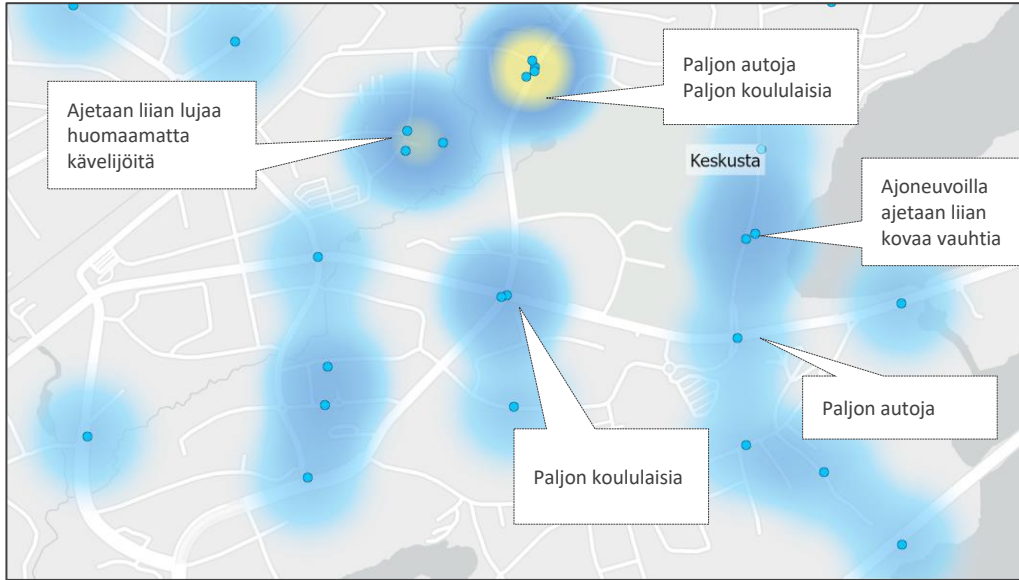 Paljon autoja
Paljon koululaisia
Ajetaan liian lujaa
huomaamatta
kävelijöitä
Keskusta
Ajoneuvoilla
ajetaan liian
kovaa vauhtia
Paljon autoja
Paljon koululaisia